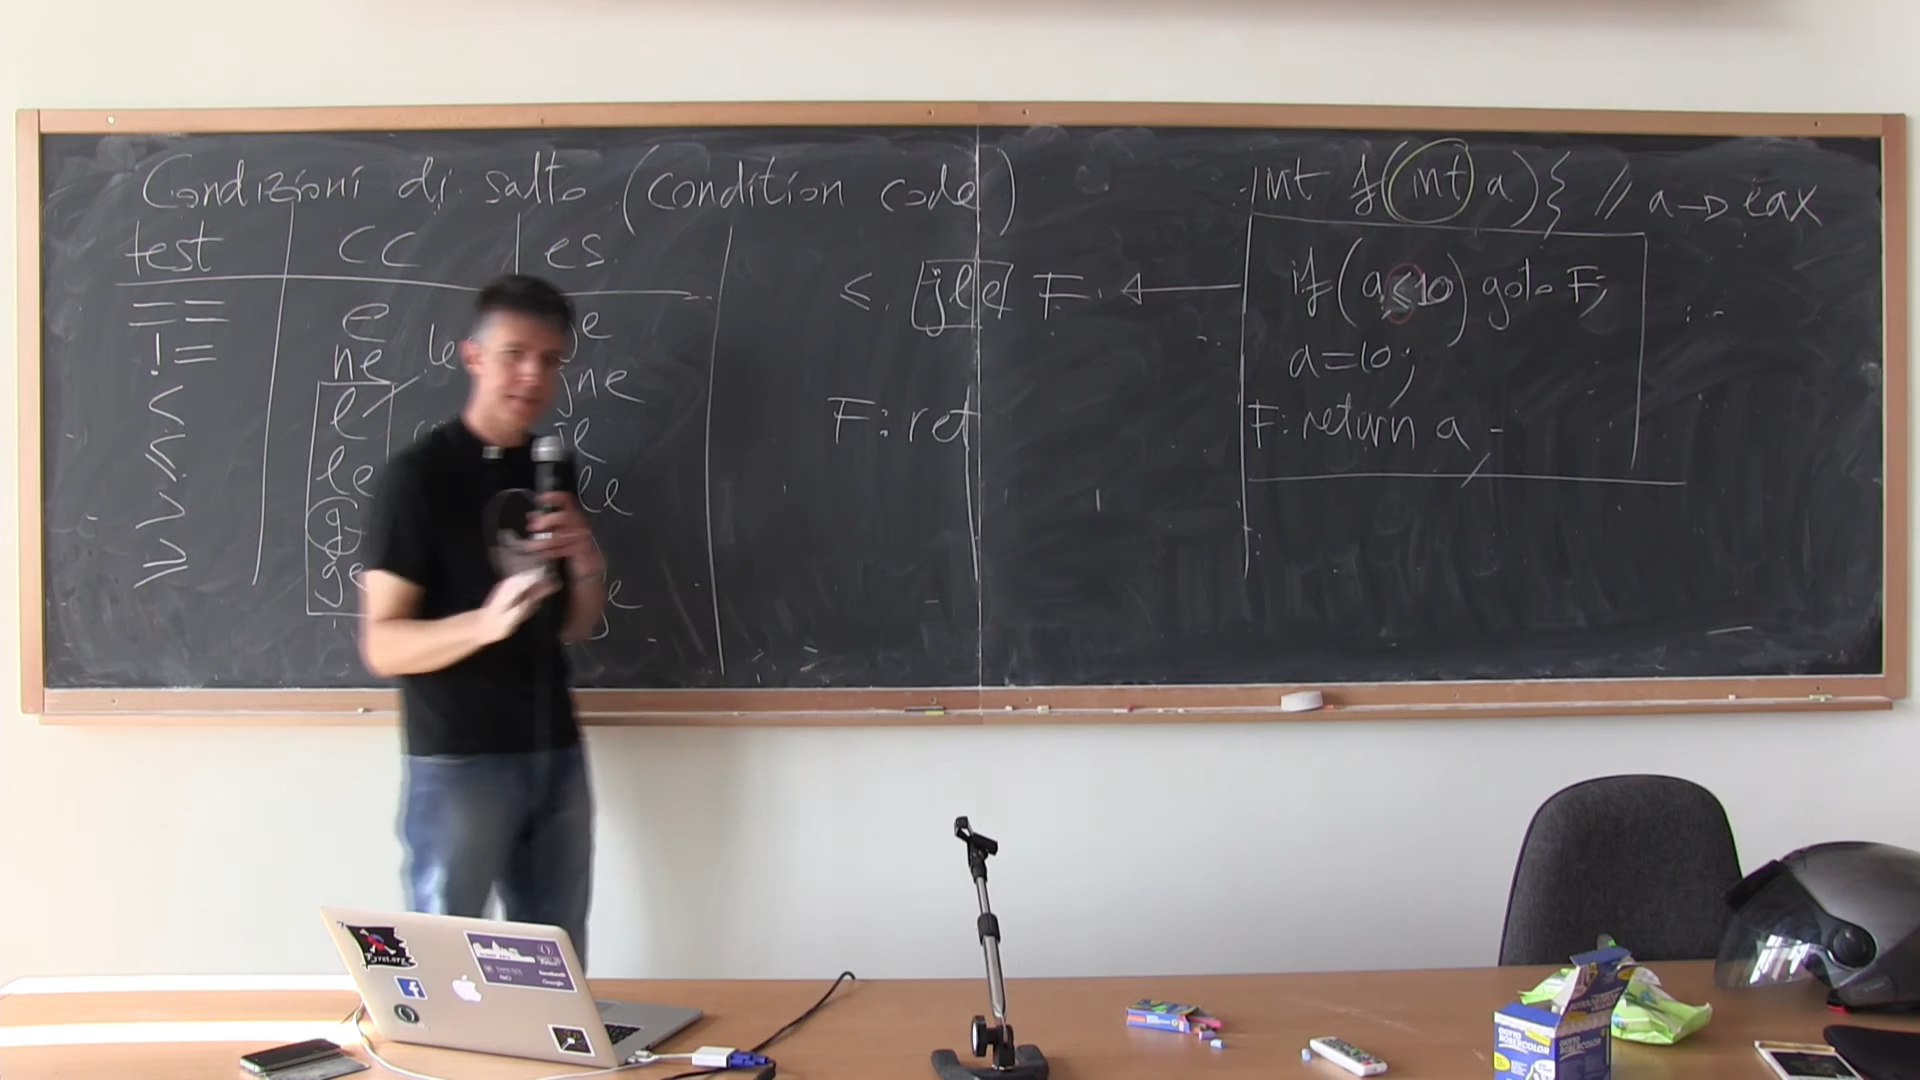 Condizioni di salto (condition code)
test CC es.
== e je
!= ne jne
< l jl
≤ le
>
≥ ge
≤ jle F
F: ret
int f(int a){ // a → eax
if (a≤10) goto F;
a=10;
F: return a